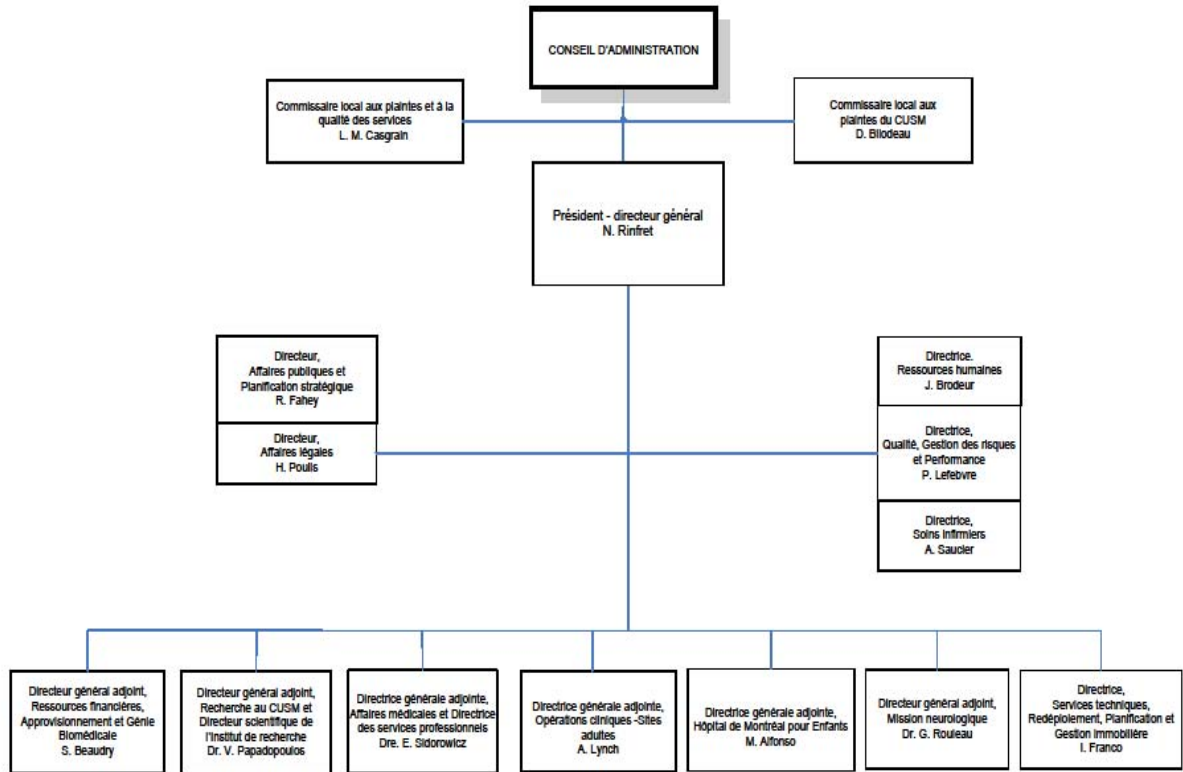 CONSEIL D'ADMINISTRATION
Commissaire local aux plaintes et à la
qualité des services
L. M. Casgrain
Commissaire local aux
plaintes du CUSM
D. Bilodeau
Président - directeur général
N. Rinfret
Directeur,
Affaires publiques et
Planification stratégique
R. Fahey
Directeur,
Affaires légales
H. Poulis
Directrice.
Ressources humaines
J. Brodeur
Directrice,
Qualité, Gestion des risques
et Performance
P. Lefebvre
Directrice,
Soins Infirmiers
A. Saucier
Directeur général adjoint,
Ressources financières,
Approvisionnement et Génie
Biomédicale
S. Beaudry
Directeur général adjoint,
Recherche au CUSM et
Directeur scientifique de
l'Institut de recherche
Dr. V. Papadopoulos
Directrice générale adjointe,
Affaires médicales et Directrice
des services professionnels
Dre. E. Sidorowicz
Directrice générale adjointe,
Opérations cliniques -Sites
adultes
A. Lynch
Directrice générale adjointe,
Hôpital de Montréal pour Enfants
M. Alfonso
Directeur général adjoint,
Mission neurologique
Dr. G. Rouleau
Directrice,
Services techniques,
Redéploiement, Planification et
Gestion Immobilière
I. Franco